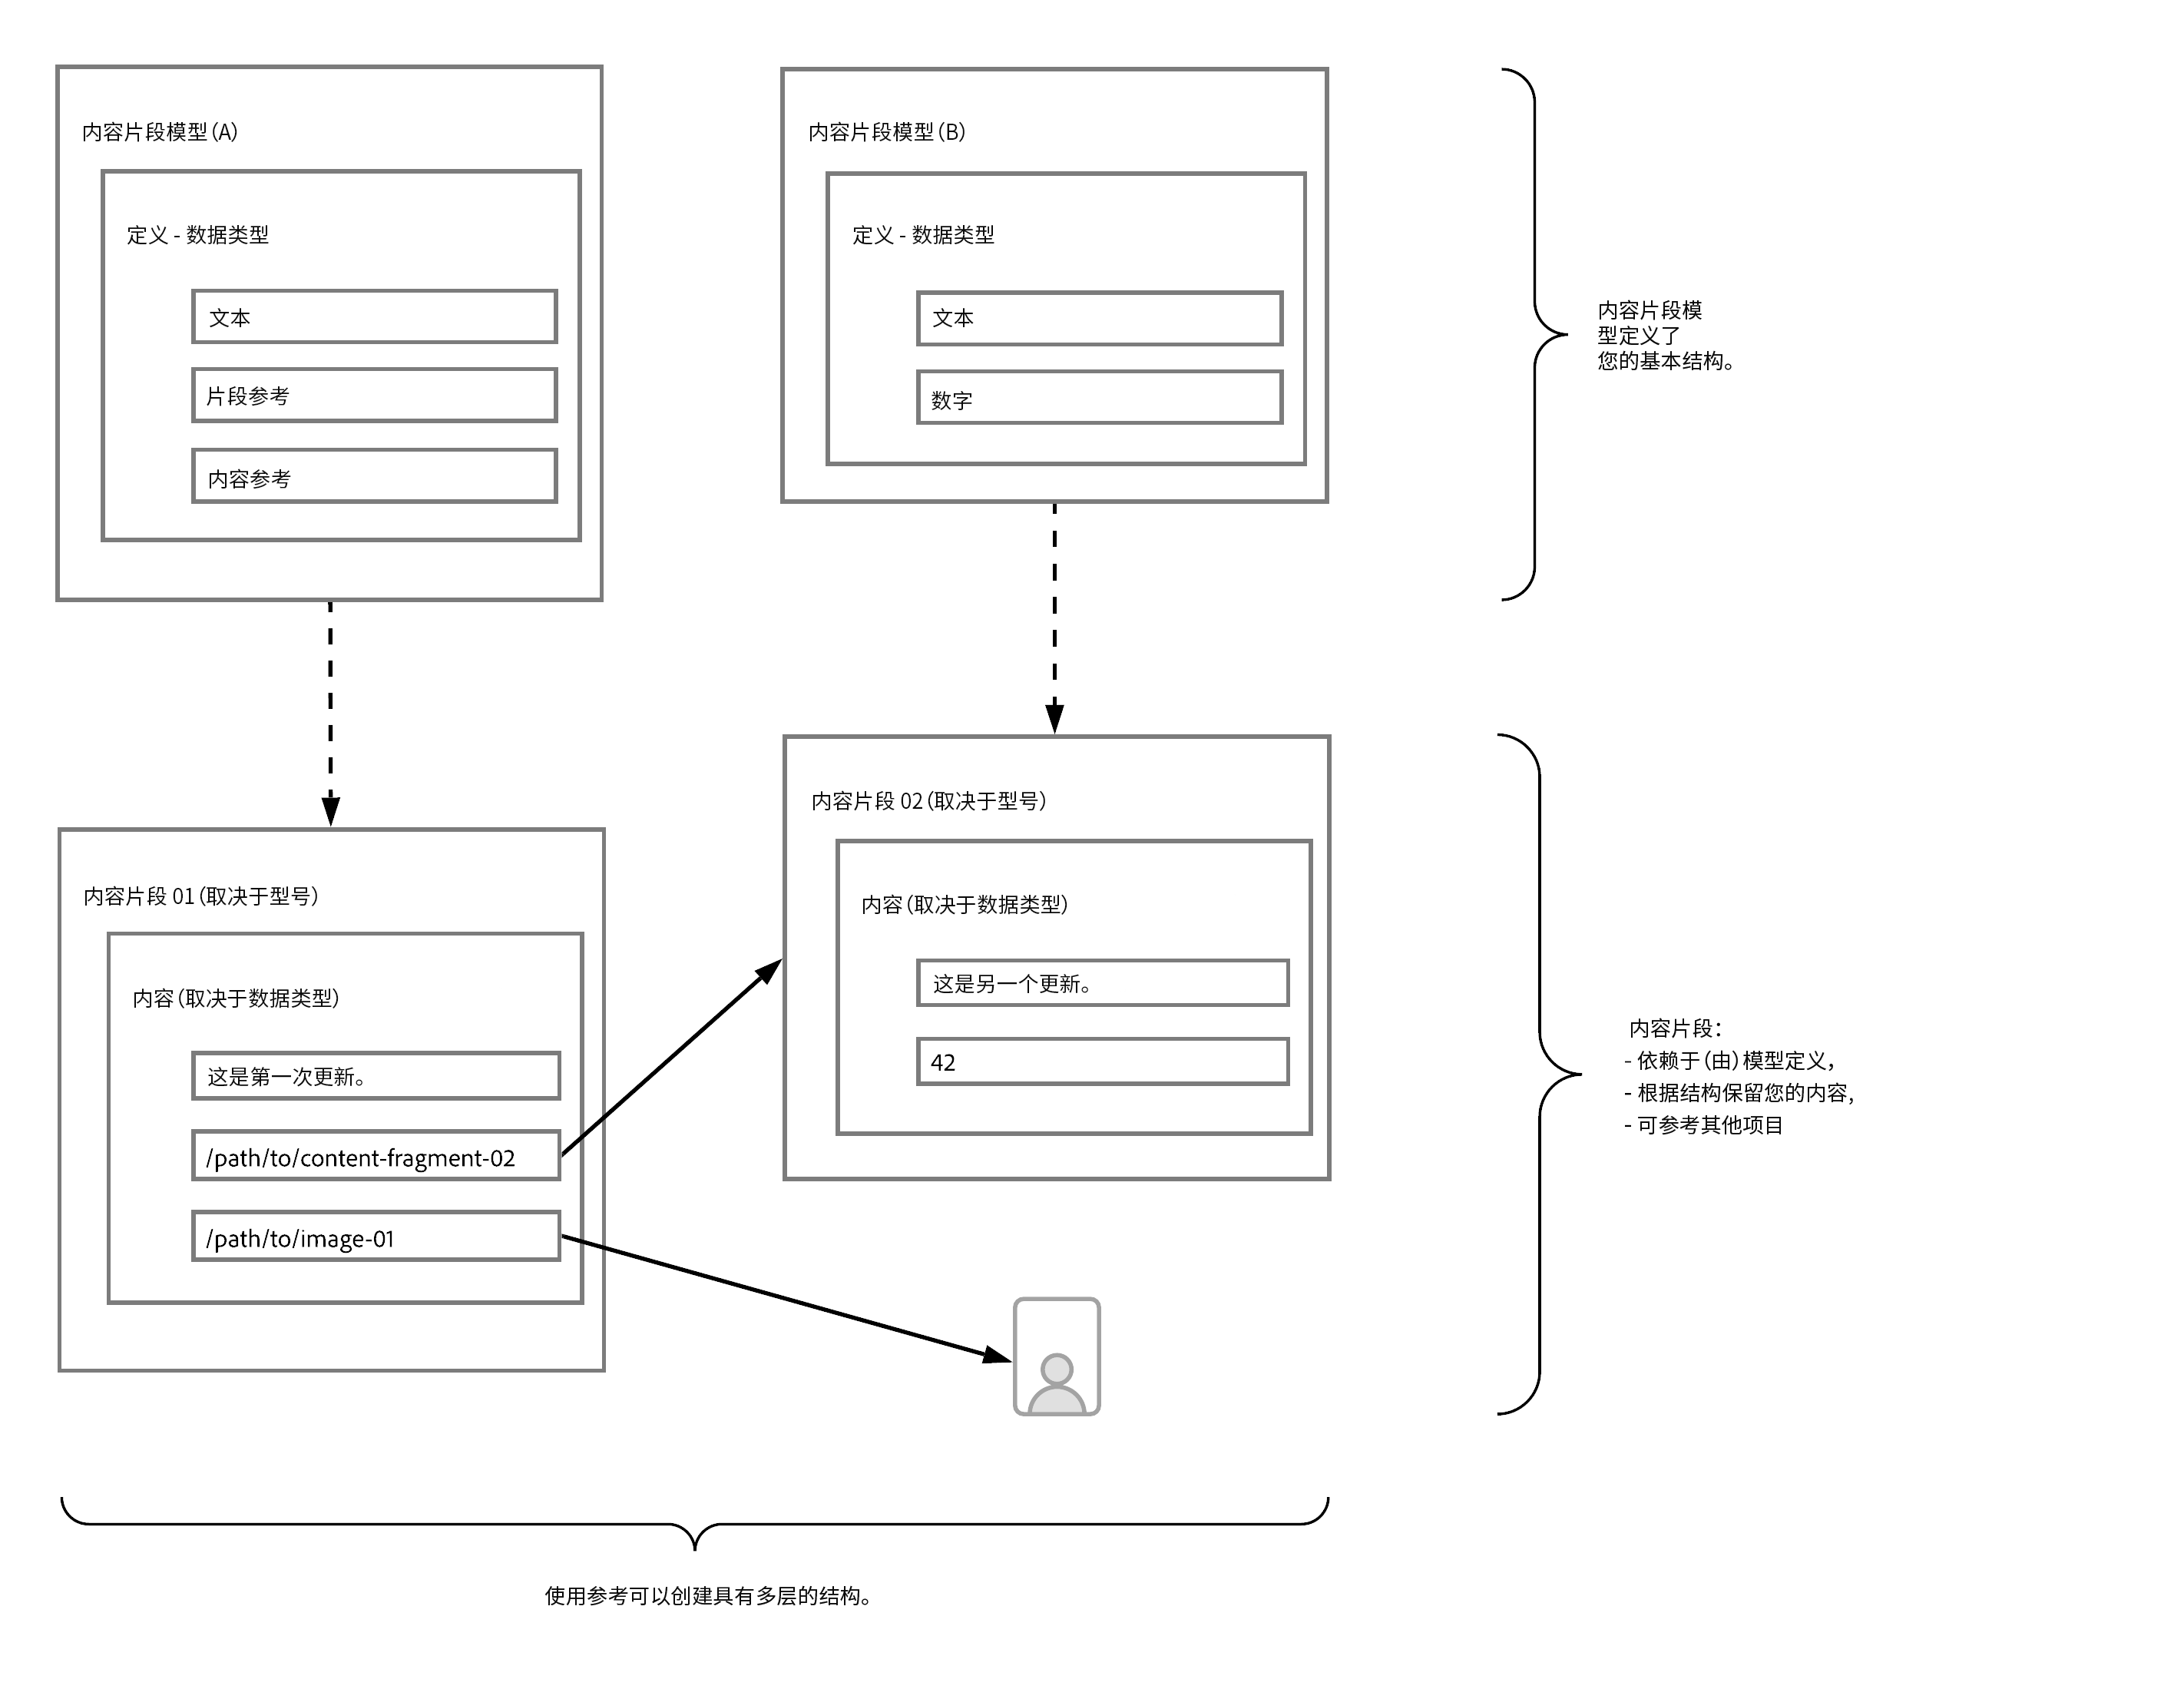 内容片段模型（A）
定义 - 数据类型
文本
片段参考
内容参考
内容片段模型（B）
定义 - 数据类型
文本
数字
内容片段模
型定义了
您的基本结构。
内容片段 01（取决于型号）
内容（取决于数据类型）
这是第一次更新。
/path/to/content-fragment-02
/path/to/image-01
内容片段 02（取决于型号）
内容（取决于数据类型）
这是另一个更新。
42
内容片段：
- 依赖于（由）模型定义，
- 根据结构保留您的内容，
- 可参考其他项目
使用参考可以创建具有多层的结构。